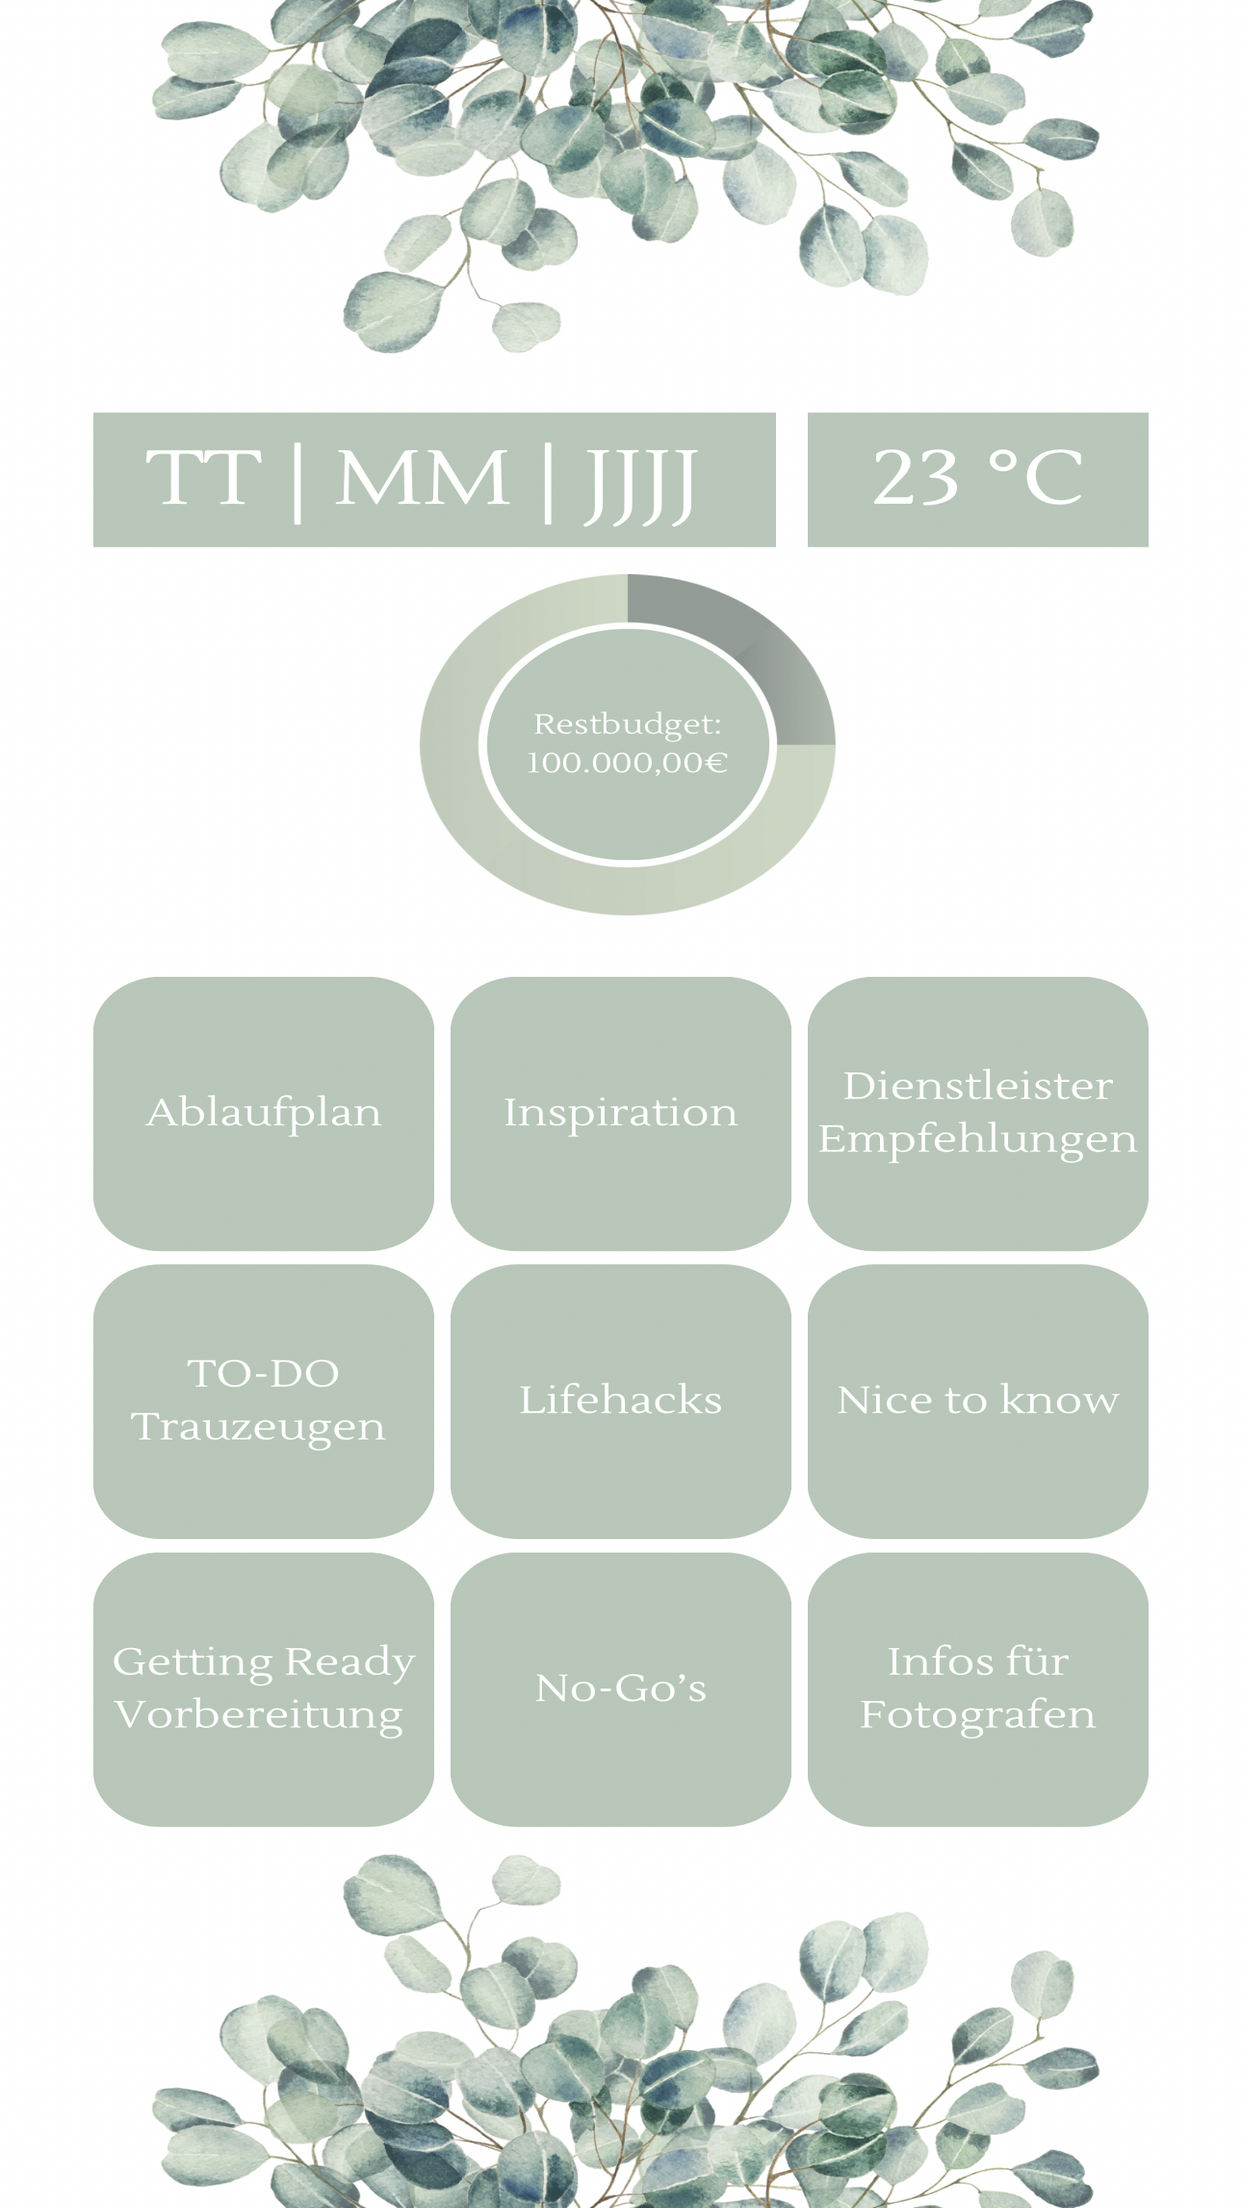 TT | MM | JJJJ
23 °C
Restbudget:
100.000,00€
Ablaufplan
Inspiration
Dienstleister
Empfehlungen
TO-DO
Trauzeugen
Lifehacks
Nice to know
Getting Ready
Vorbereitung
No-Go’s
Infos für
Fotografen